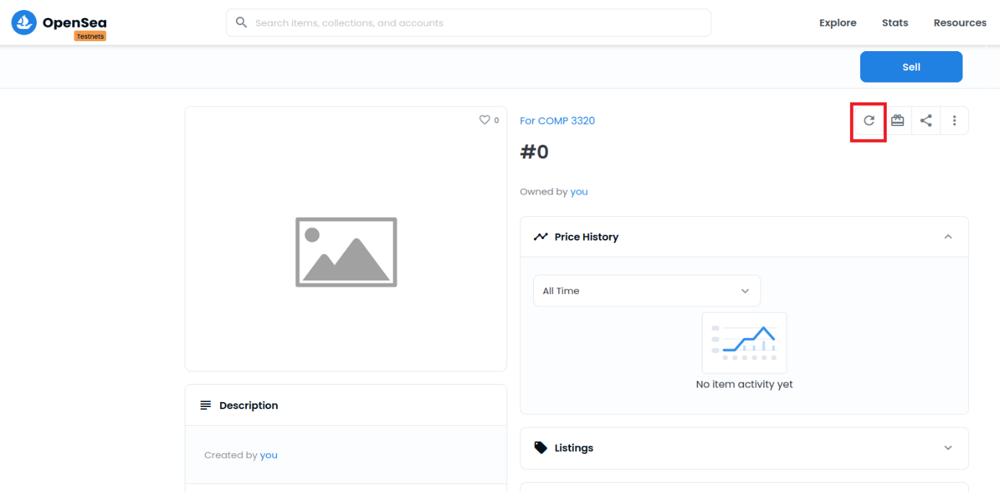 OpenSea
Testnets
Search items, collections, and accounts
Explore
Stats
Resources
Sell
0
For COMP 3320
#0
Owned by you
Price History
All Time
No item activity yet
Description
Created by you
Listings